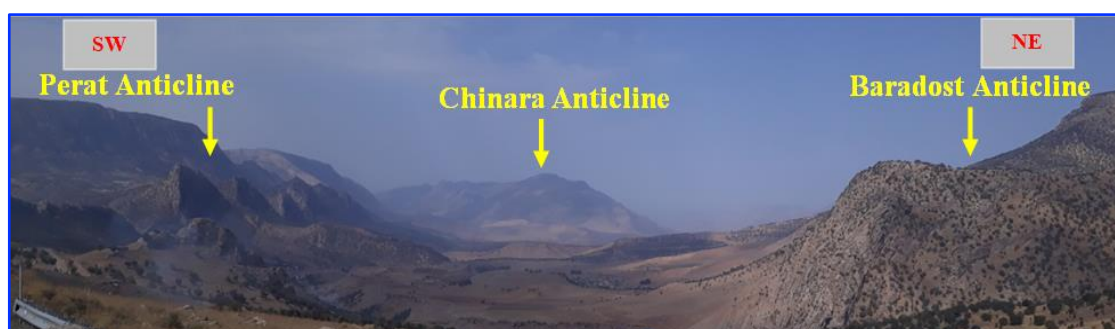 SW
NE
Perat Anticline
Chinara Anticline
Baradost Anticline